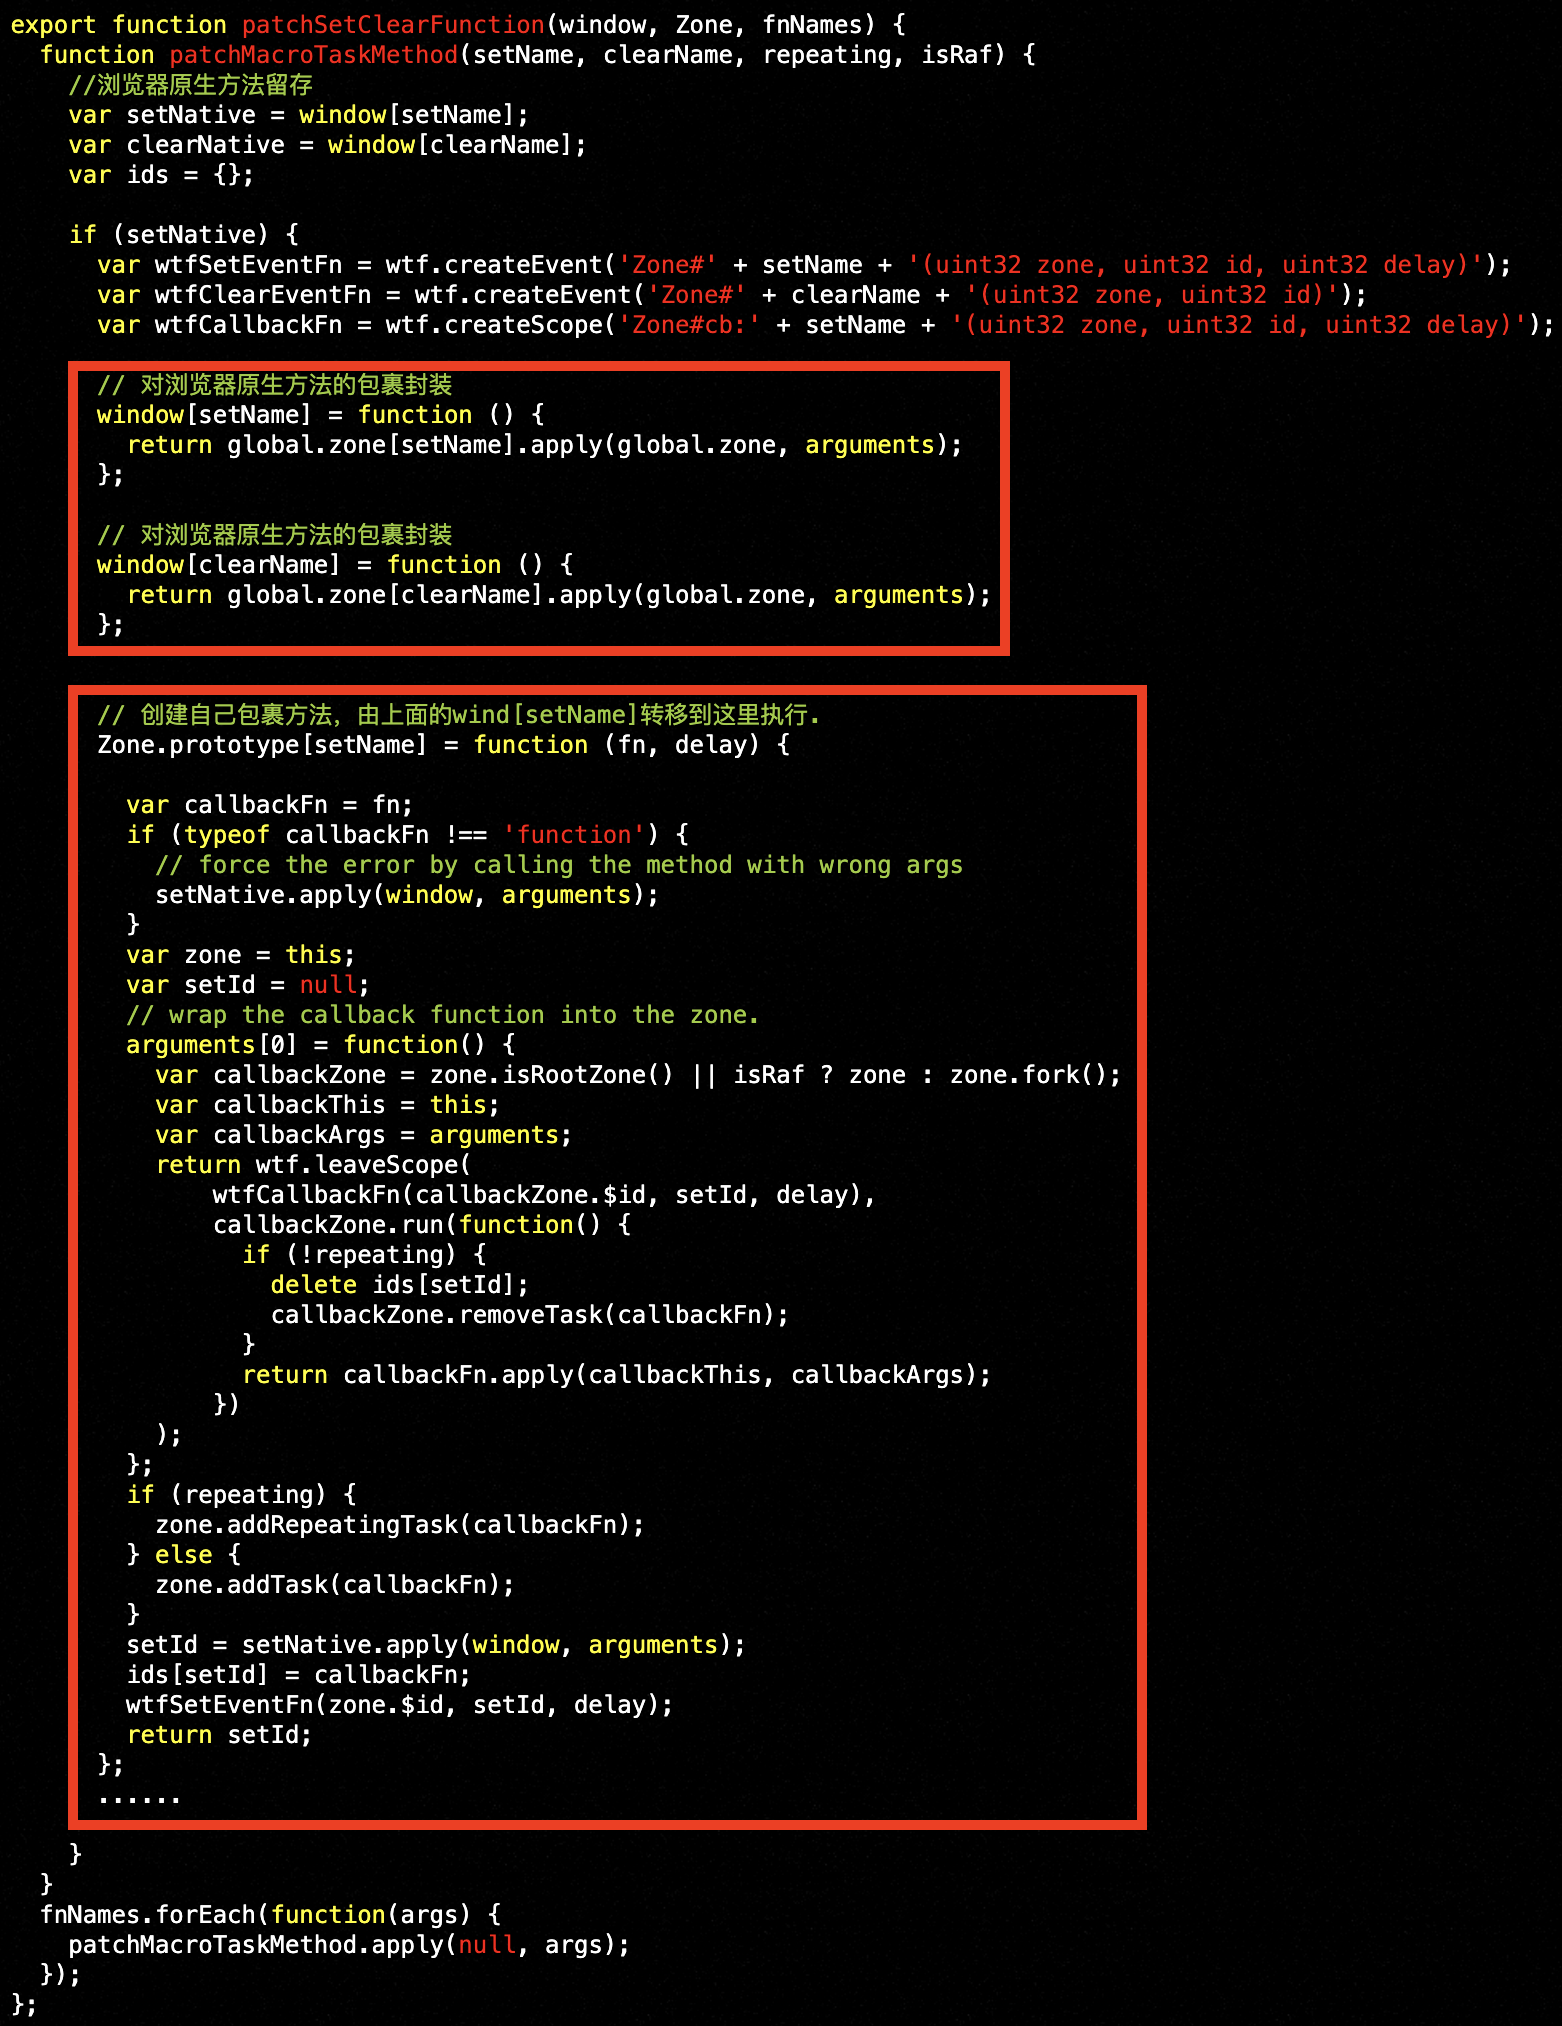 export function patchSetClearFunction(window, Zone, fnNames) {
  function patchMacroTaskMethod(setName, clearName, repeating, isRaf) {
    //浏览器原生方法留存
    var setNative = window[setName];
    var clearNative = window[clearName];
    var ids = {};

    if (setNative) {
      var wtfSetEventFn = wtf.createEvent('Zone#' + setName + '(uint32 zone, uint32 id, uint32 delay)');
      var wtfClearEventFn = wtf.createEvent('Zone#' + clearName + '(uint32 zone, uint32 id)');
      var wtfCallbackFn = wtf.createScope('Zone#cb:' + setName + '(uint32 zone, uint32 id, uint32 delay)');

      // 对浏览器原生方法的包裹封装
      window[setName] = function () {
        return global.zone[setName].apply(global.zone, arguments);
      };

      // 对浏览器原生方法的包裹封装
      window[clearName] = function () {
        return global.zone[clearName].apply(global.zone, arguments);
      };

      // 创建自己包裹方法，由上面的wind[setName]转移到这里执行.
      Zone.prototype[setName] = function (fn, delay) {

        var callbackFn = fn;
        if (typeof callbackFn !== 'function') {
          // force the error by calling the method with wrong args
          setNative.apply(window, arguments);
        }
        var zone = this;
        var setId = null;
        // wrap the callback function into the zone.
        arguments[0] = function() {
          var callbackZone = zone.isRootZone() || isRaf ? zone : zone.fork();
          var callbackThis = this;
          var callbackArgs = arguments;
          return wtf.leaveScope(
              wtfCallbackFn(callbackZone.$id, setId, delay),
              callbackZone.run(function() {
                if (!repeating) {
                  delete ids[setId];
                  callbackZone.removeTask(callbackFn);
                }
                return callbackFn.apply(callbackThis, callbackArgs);
              })
          );
        };
        if (repeating) {
          zone.addRepeatingTask(callbackFn);
        } else {
          zone.addTask(callbackFn);
        }
        setId = setNative.apply(window, arguments);
        ids[setId] = callbackFn;
        wtfSetEventFn(zone.$id, setId, delay);
        return setId;
      };
      ......
    }
  }
  fnNames.forEach(function(args) {
    patchMacroTaskMethod.apply(null, args);
  });
};